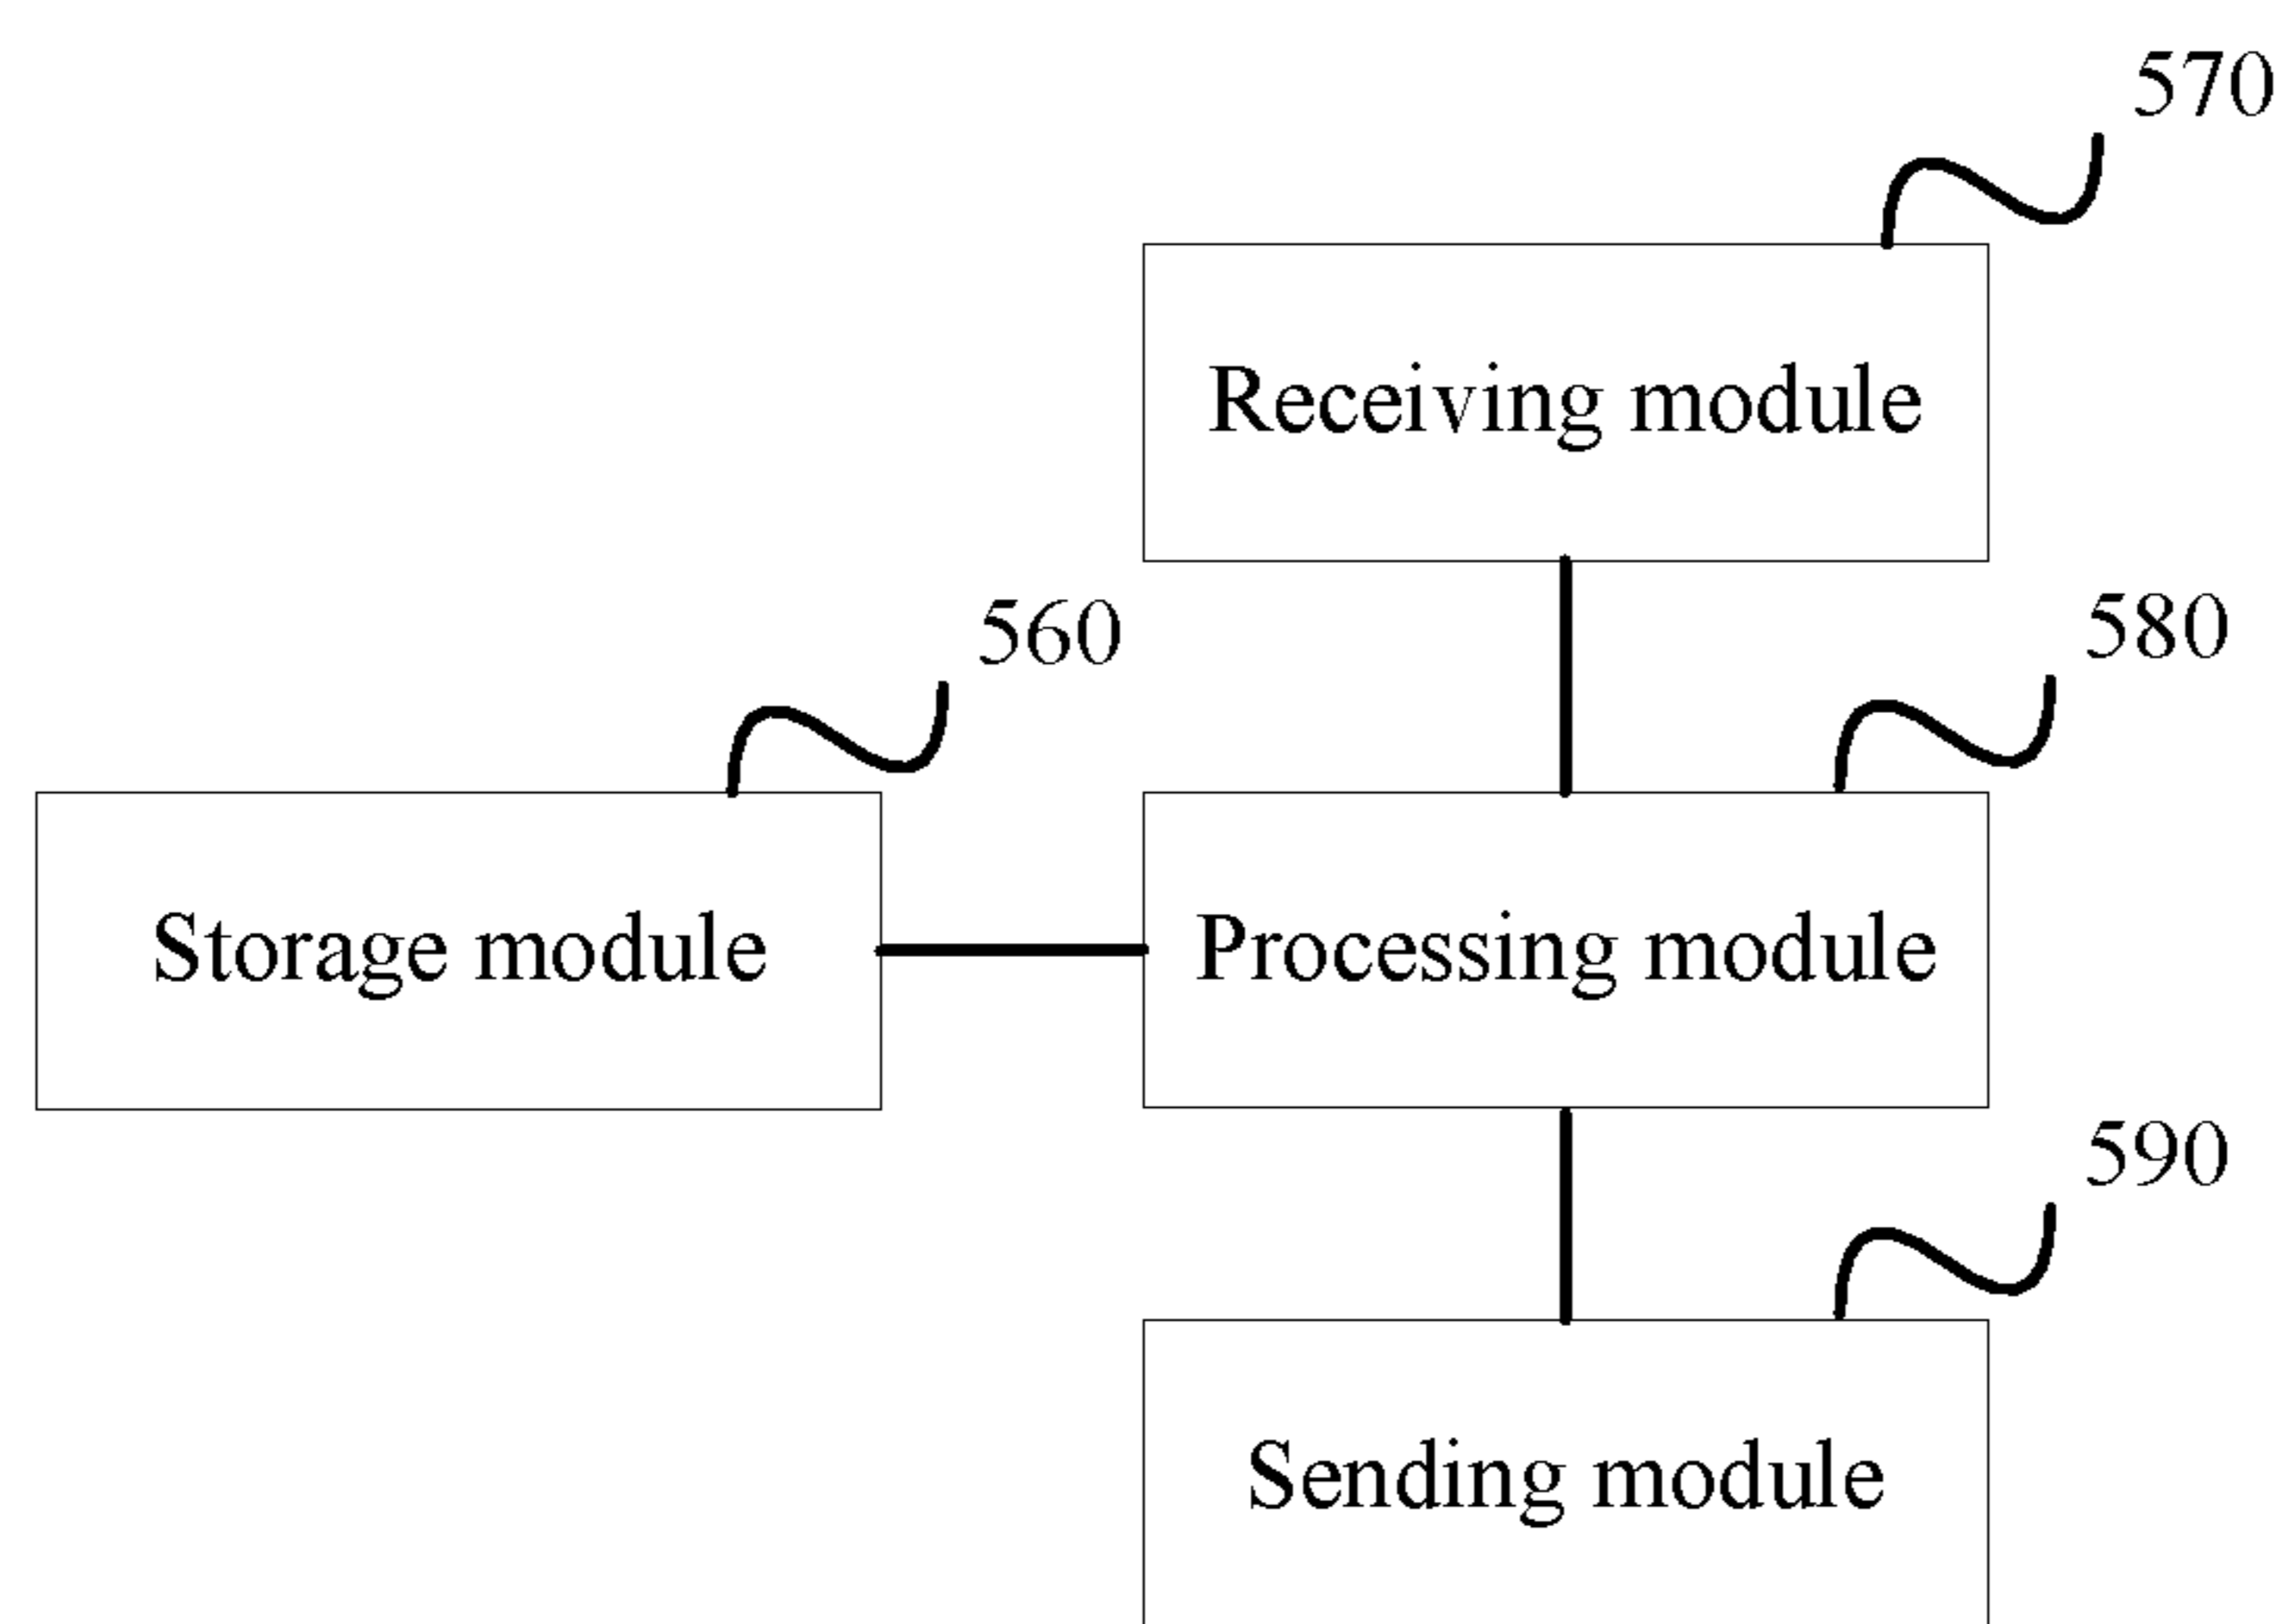 570
Receiving module
560
580
Storage module
Processing module
590
Sending module